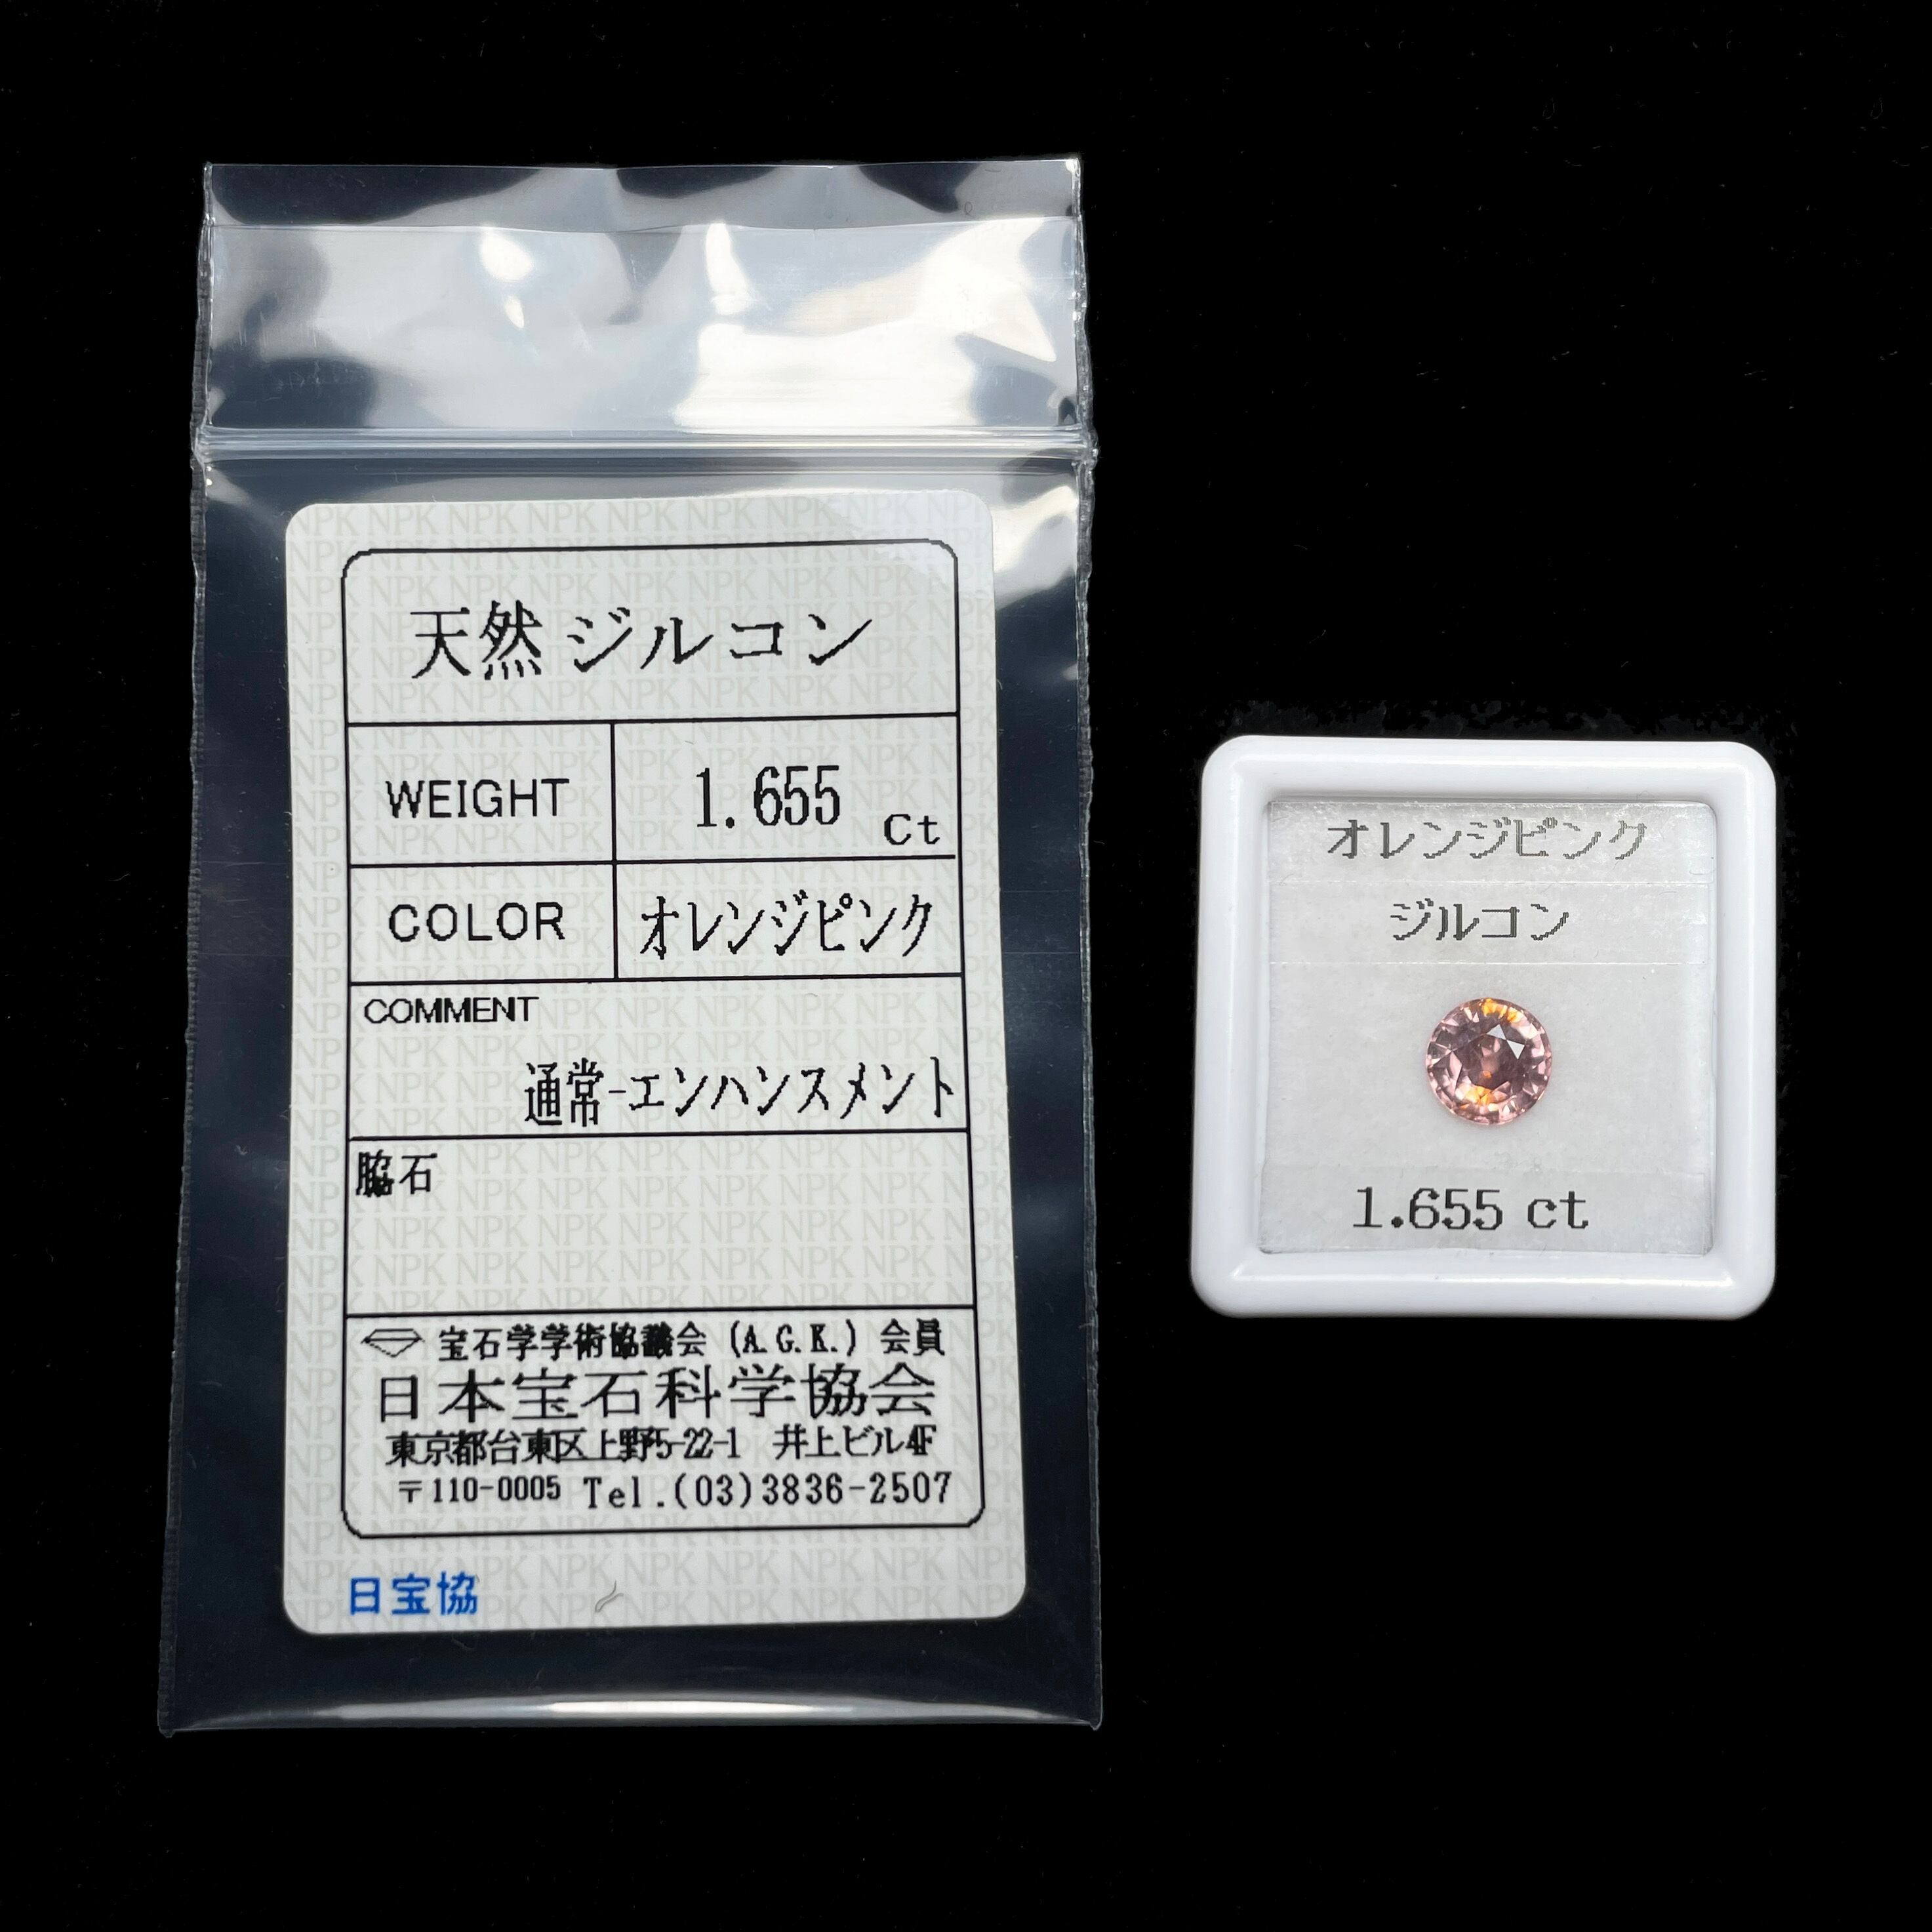 天然ジルコン
WEIGHT 1.655 Ct
COLOR オレンジピンク
COMMENT
通常-エンハンスメント
脇石
宝石学学術協議会 (A.G.K.) 会員
日本宝石科学協会
東京都台東区上野5-22-1 井上ビル4F
〒110-0005 Tel.(03)3836-2507
日宝協
オレンジピンク
ジルコン
1.655 ct